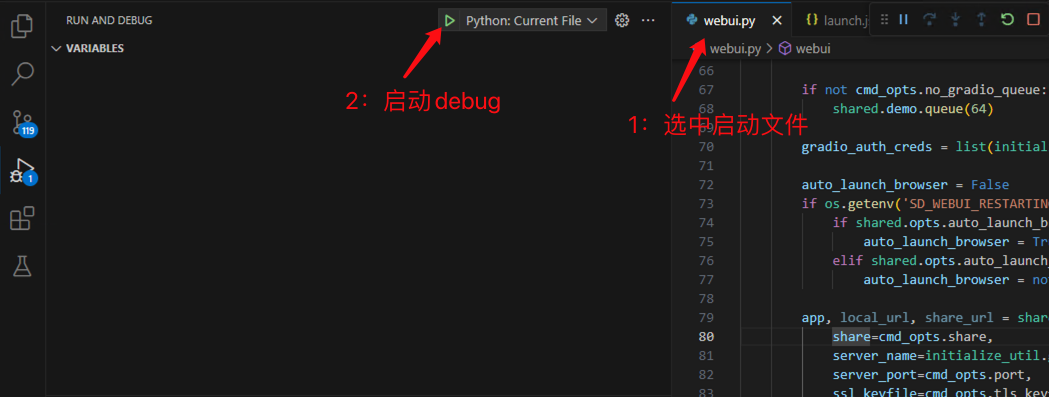 RUN AND DEBUG
Python: Current File
VARIABLES
2：启动debug
119
1
webui.py
launch.j
webui.py > webui
1：选中启动文件
66
67 if not cmd_opts.no_gradio_queue:
68 shared.demo.queue(64)
69
70 gradio_auth_creds = list(initial
71
72 auto_launch_browser = False
73 if os.getenv('SD_WEBUI_RESTARTING
74 if shared.opts.auto_launch_b
75 auto_launch_browser = Tr
76 elif shared.opts.auto_launch_
77 auto_launch_browser = no
78
79 app, local_url, share_url = shar
80 share=cmd_opts.share,
81 server_name=initialize_util.
82 server_port=cmd_opts.port,
83 ssl_keyfile=cmd_opts.tls_key